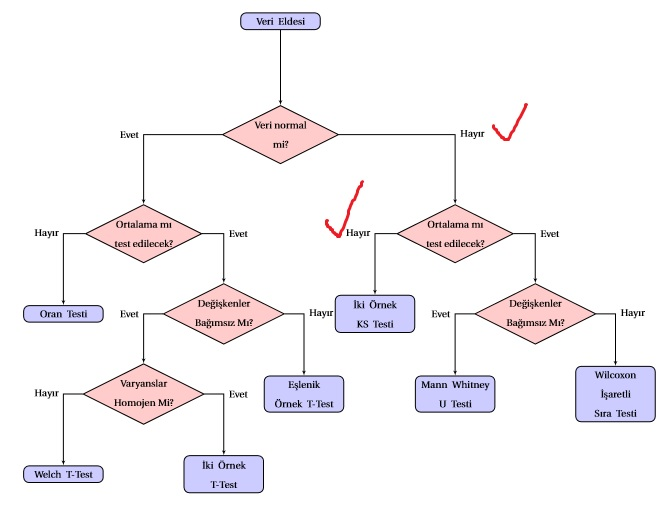 Veri Eldesi
Veri normal
mi?
Evet
Hayır
Ortalama mı
test edilecek?
Hayır
Evet
Ortalama mı
test edilecek?
Hayır
Evet
Oran Testi
Değişkenler
Bağımsız Mı?
Evet
Hayır
İki Örnek
KS Testi
Değişkenler
Bağımsız Mı?
Evet
Hayır
Varyanslar
Homojen Mi?
Hayır
Evet
Eşlenik
Örnek T-Test
Mann Whitney
U Testi
Wilcoxon
İşaretli
Sıra Testi
Welch T-Test
İki Örnek
T-Test